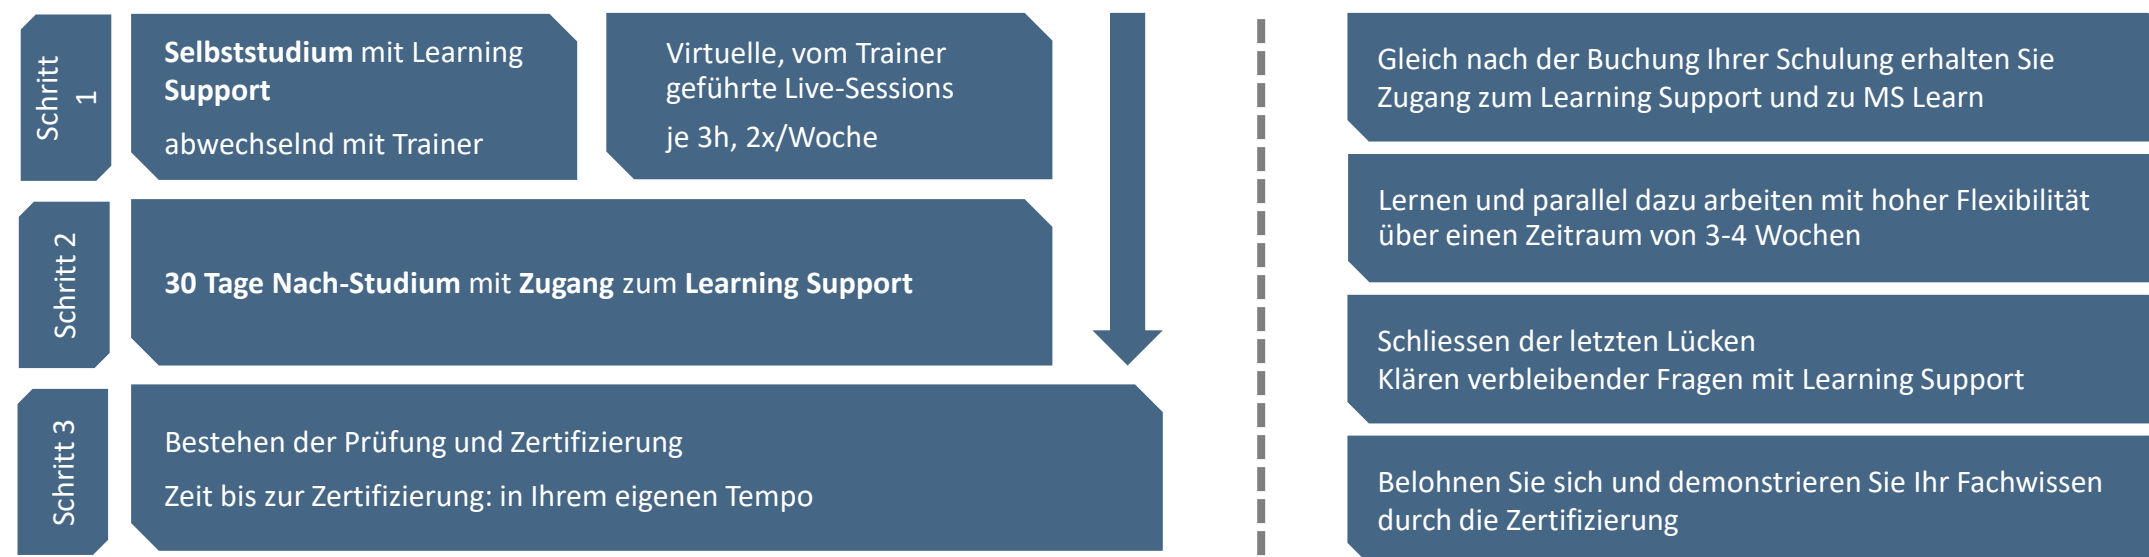 Schritt
1
Selbststudium mit Learning
Support
abwechselnd mit Trainer
Virtuelle, vom Trainer
geführte Live-Sessions
je 3h, 2x/Woche
Schritt 2
30 Tage Nach-Studium mit Zugang zum Learning Support
Schritt 3
Bestehen der Prüfung und Zertifizierung
Zeit bis zur Zertifizierung: in Ihrem eigenen Tempo
Gleich nach der Buchung Ihrer Schulung erhalten Sie
Zugang zum Learning Support und zu MS Learn
Lernen und parallel dazu arbeiten mit hoher Flexibilität
über einen Zeitraum von 3-4 Wochen
Schliessen der letzten Lücken
Klären verbleibender Fragen mit Learning Support
Belohnen Sie sich und demonstrieren Sie Ihr Fachwissen
durch die Zertifizierung